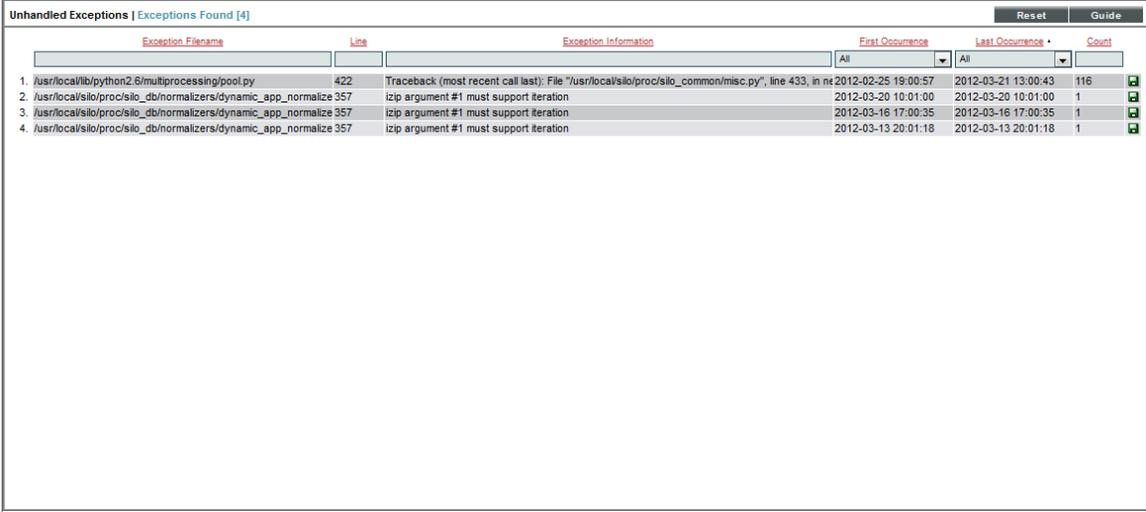 Unhandled Exceptions | Exceptions Found [4] Reset Guide
Exception Filename Line Exception Information First Occurrence Last Occurrence Count
All All
1. /usr/local/lib/python2.6/multiprocessing/pool.py 422 Traceback (most recent call last): File "/usr/local/silo/proc/silo_common/misc.py", line 433, in ne 2012-02-25 19:00:57 2012-03-21 13:00:43 116
2. /usr/local/silo/proc/silo_db/normalizers/dynamic_app_normalize 357 izip argument #1 must support iteration 2012-03-20 10:01:00 2012-03-20 10:01:00 1
3. /usr/local/silo/proc/silo_db/normalizers/dynamic_app_normalize 357 izip argument #1 must support iteration 2012-03-16 17:00:35 2012-03-16 17:00:35 1
4. /usr/local/silo/proc/silo_db/normalizers/dynamic_app_normalize 357 izip argument #1 must support iteration 2012-03-13 20:01:18 2012-03-13 20:01:18 1